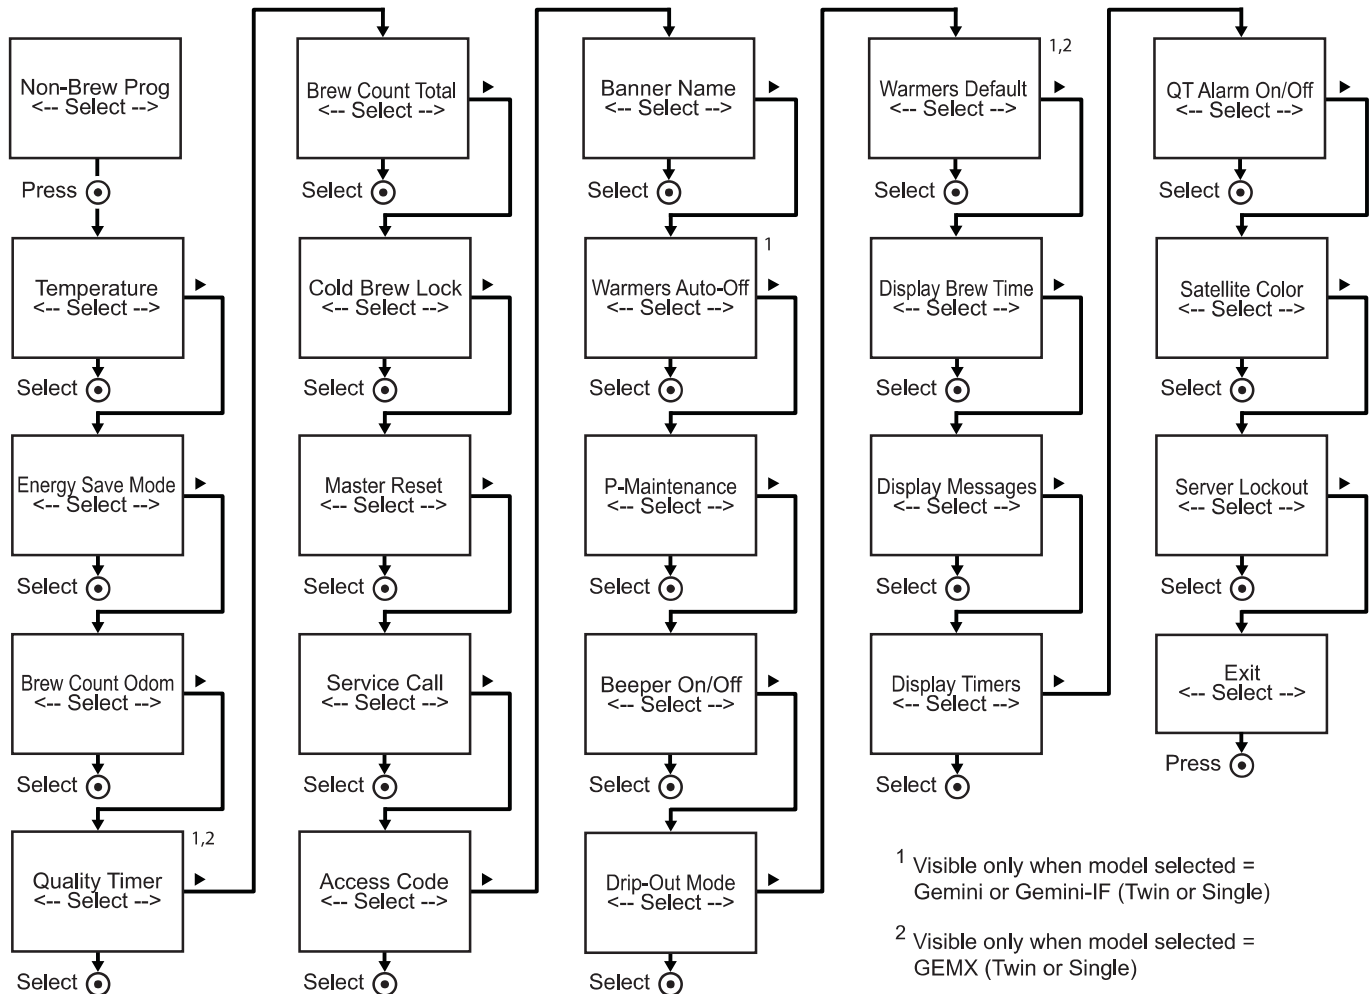 Non-Brew Prog
<-- Select -->
Press
Temperature
<-- Select -->
Select
Energy Save Mode
<-- Select -->
Select
Brew Count Odom
<-- Select -->
Select
1,2
Quality Timer
<-- Select -->
Select
Brew Count Total
<-- Select -->
Select
Cold Brew Lock
<-- Select -->
Select
Master Reset
<-- Select -->
Select
Service Call
<-- Select -->
Select
Access Code
<-- Select -->
Select
Banner Name
<-- Select -->
Select
1
Warmers Auto-Off
<-- Select -->
Select
P-Maintenance
<-- Select -->
Select
Beeper On/Off
<-- Select -->
Select
Drip-Out Mode
<-- Select -->
Select
1,2
Warmers Default
<-- Select -->
Select
Display Brew Time
<-- Select -->
Select
Display Messages
<-- Select -->
Select
Display Timers
<-- Select -->
Select
QT Alarm On/Off
<-- Select -->
Select
Satellite Color
<-- Select -->
Select
Server Lockout
<-- Select -->
Select
Exit
<-- Select -->
Press
1 Visible only when model selected =
Gemini or Gemini-IF (Twin or Single)
2 Visible only when model selected =
GEMX (Twin or Single)